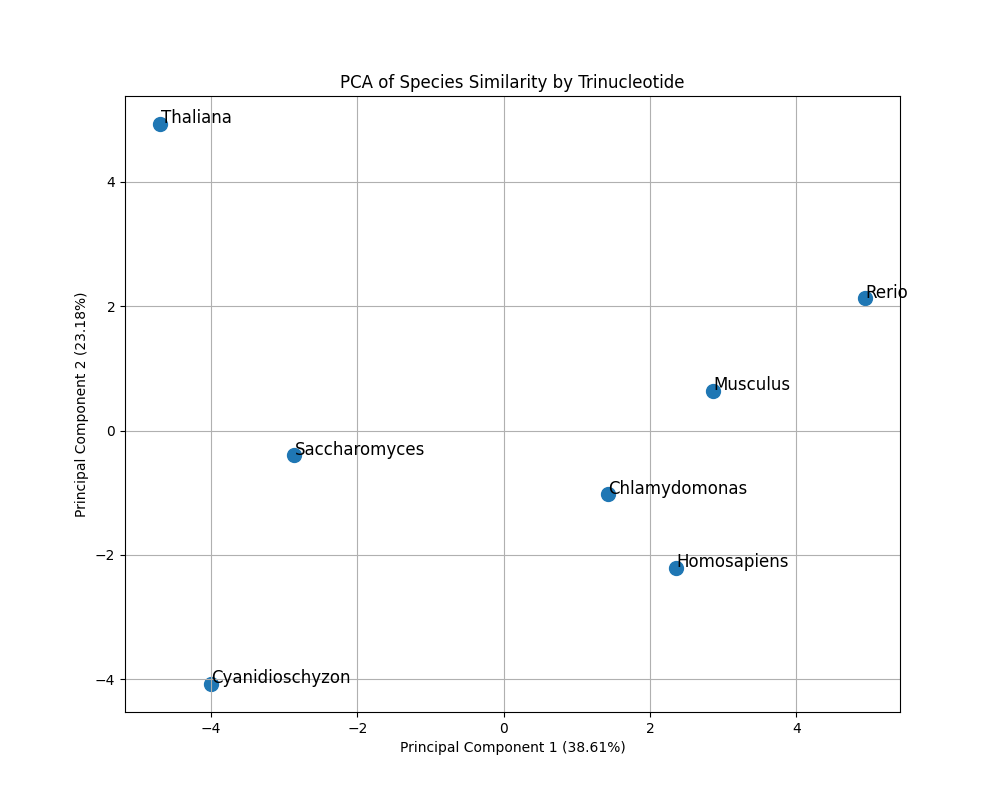 PCA of Species Similarity by Trinucleotide
Thaliana
4
Rerio
2
Musculus
0
Saccharomyces
Chlamydomonas
−2
Homosapiens
−4
Cyanidioschyzon
Principal Component 2 (23.18%)
−4
−2
0
2
4
Principal Component 1 (38.61%)